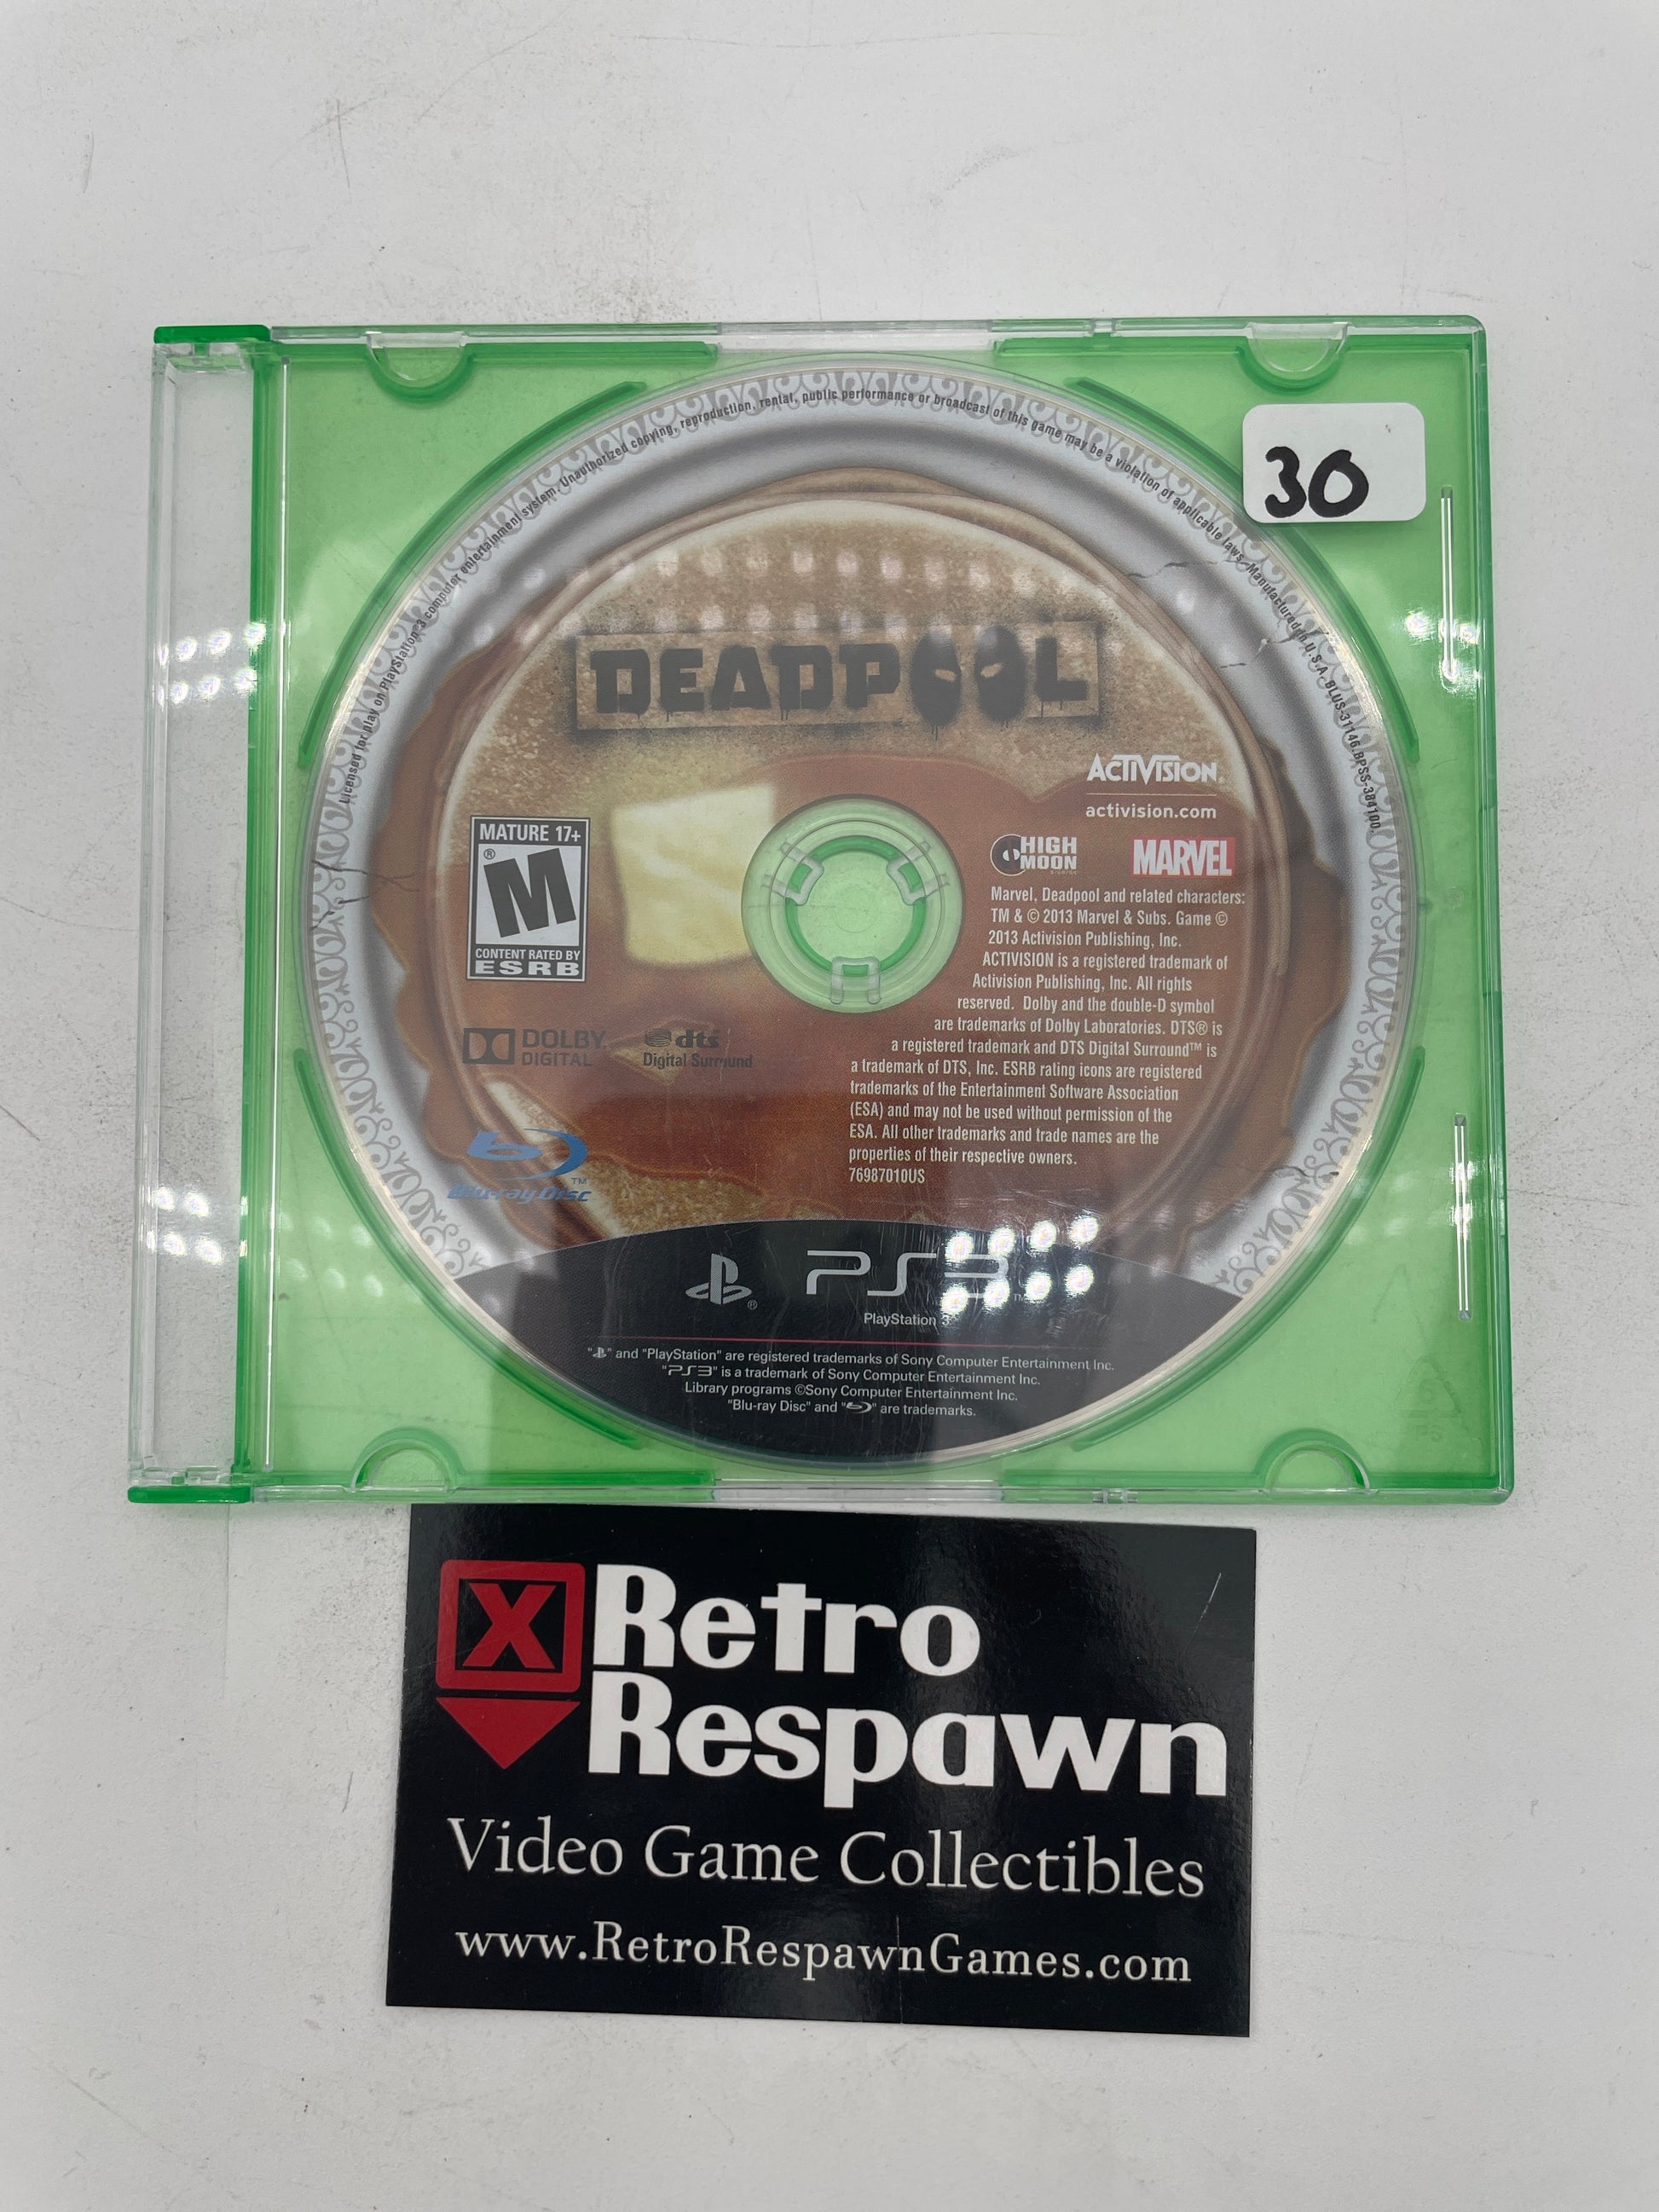 Licensed for play on PlayStation®3 computer entertainment system. Unauthorized copying, reproduction, rental, public performance or broadcast of this game may be a violation of applicable laws. Manufactured in U.S.A. BLUS-31146 BPSS-384100
30
DEADPOOL
ACTIVISION®
activision.com
MATURE 17+
M®
CONTENT RATED BY
ESRB
HIGH
MOON
STUDIOS
MARVEL
Marvel, Deadpool and related characters:
TM & © 2013 Marvel & Subs. Game ©
2013 Activision Publishing, Inc.
ACTIVISION is a registered trademark of
Activision Publishing, Inc. All rights
reserved. Dolby and the double-D symbol
are trademarks of Dolby Laboratories. DTS® is
a registered trademark and DTS Digital Surround™ is
a trademark of DTS, Inc. ESRB rating icons are registered
trademarks of the Entertainment Software Association
(ESA) and may not be used without permission of the
ESA. All other trademarks and trade names are the
properties of their respective owners.
76987010US
DOLBY
DIGITAL
dts
Digital Surround
Blu-ray Disc™
PS3
PlayStation 3
"PS" and "PlayStation" are registered trademarks of Sony Computer Entertainment Inc.
"PS3" is a trademark of Sony Computer Entertainment Inc.
Library programs ©Sony Computer Entertainment Inc.
"Blu-ray Disc" and "BD" are trademarks.
X
Retro
Respawn
Video Game Collectibles
www.RetroRespawnGames.com